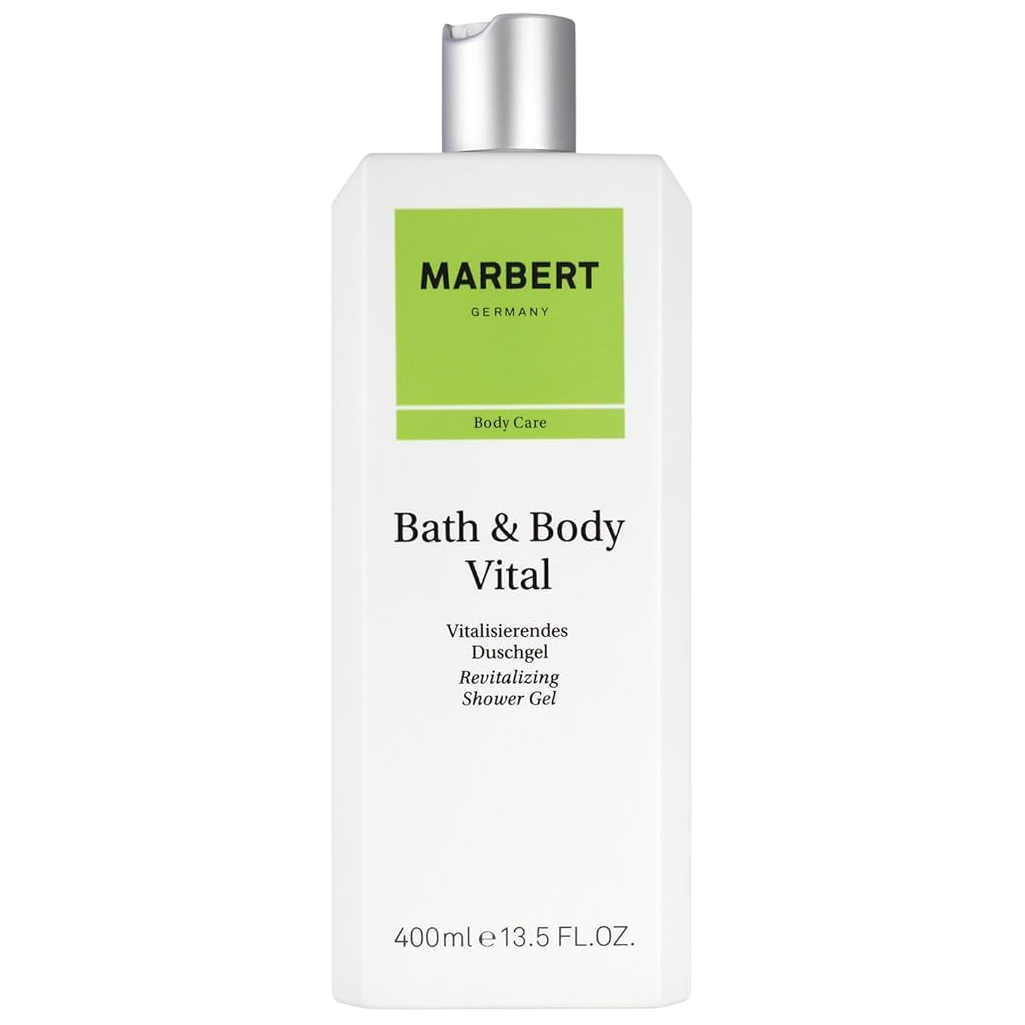 MARBERT
GERMANY
Body Care
Bath & Body
Vital
Vitalisierendes
Duschgel
Revitalizing
Shower Gel
400ml ℮ 13.5 FL.OZ.